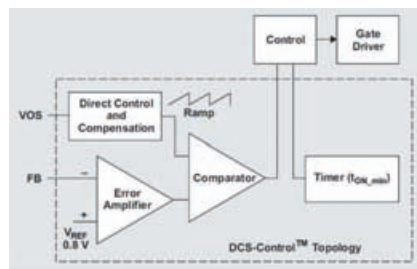 Control
Gate
Driver
Direct Control
and
Compensation
Ramp
VOS
FB
−
Error
Amplifier
+
VREF
0.8 V
Comparator
Timer (tON_min)
DCS-Control™ Topology